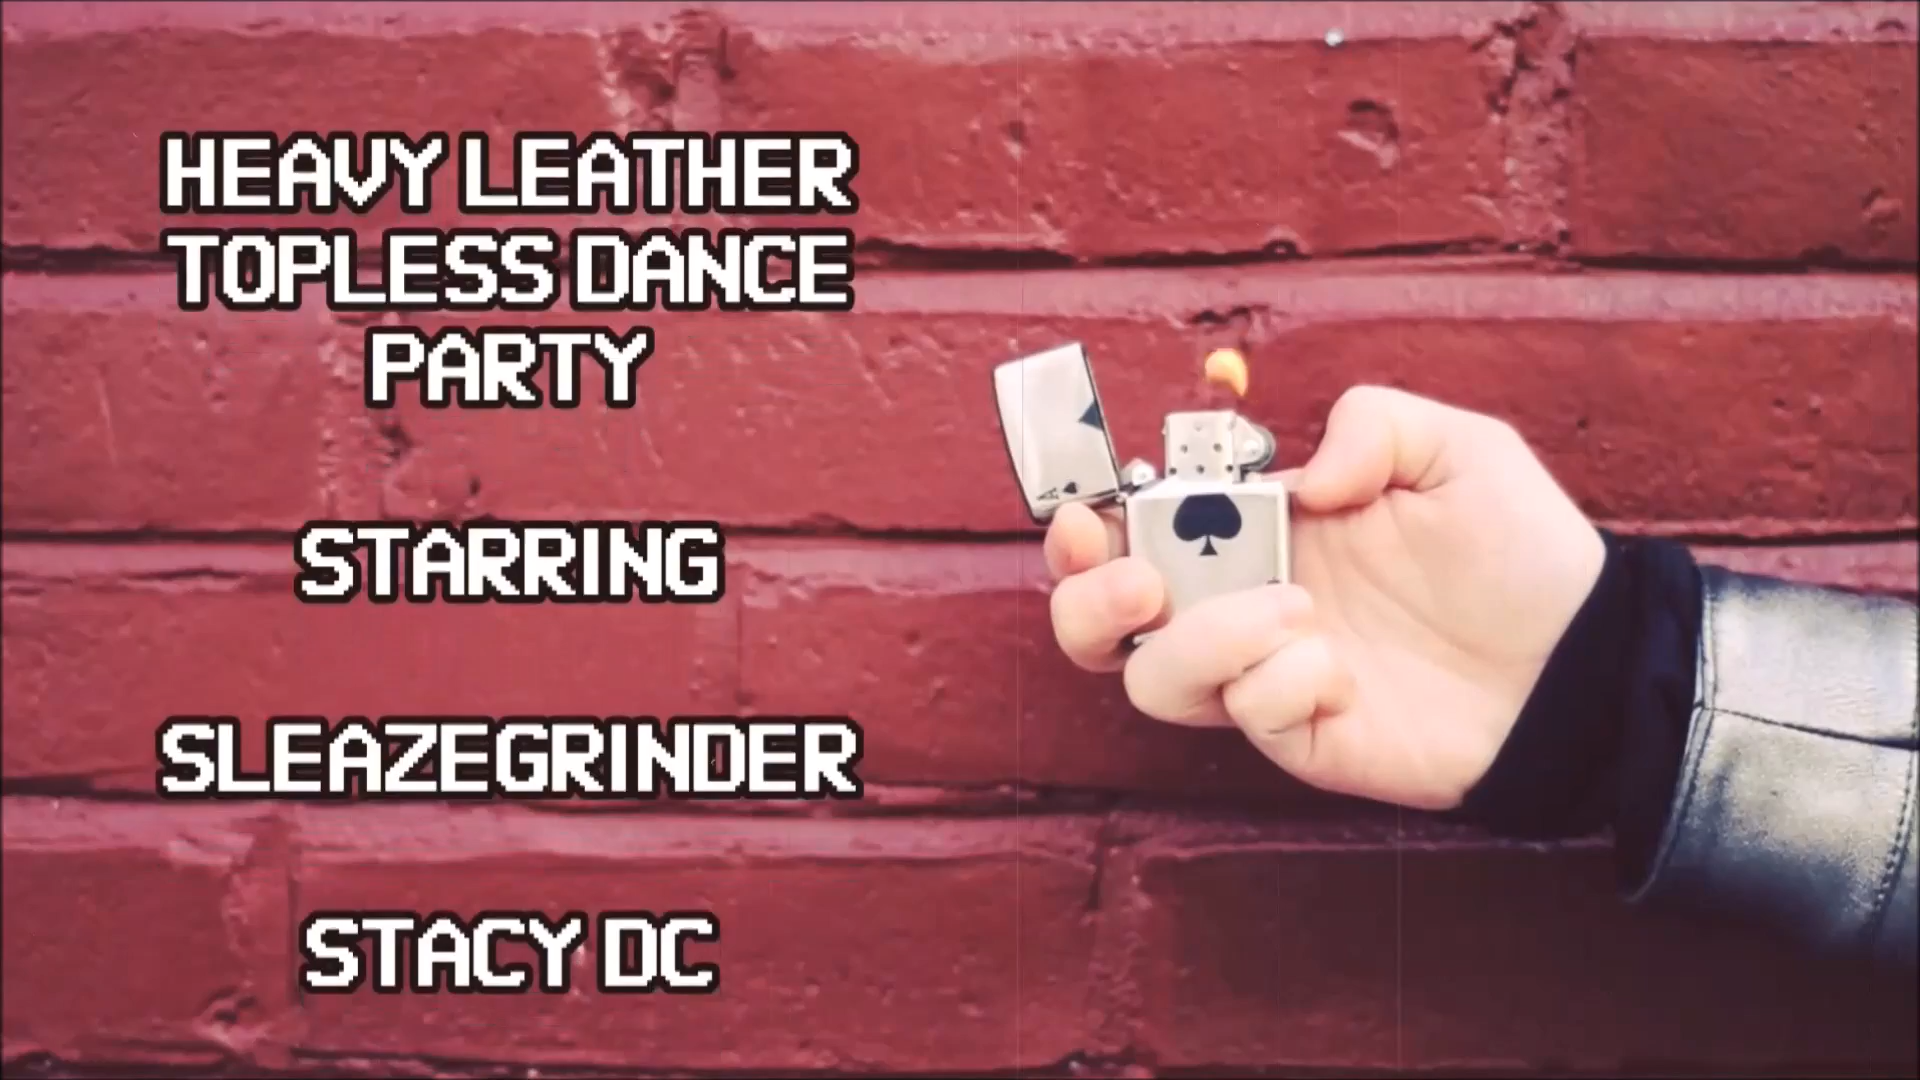 HEAVY LEATHER
TOPLESS DANCE
PARTY
STARRING
SLEAZEGRINDER
STACY DC
A